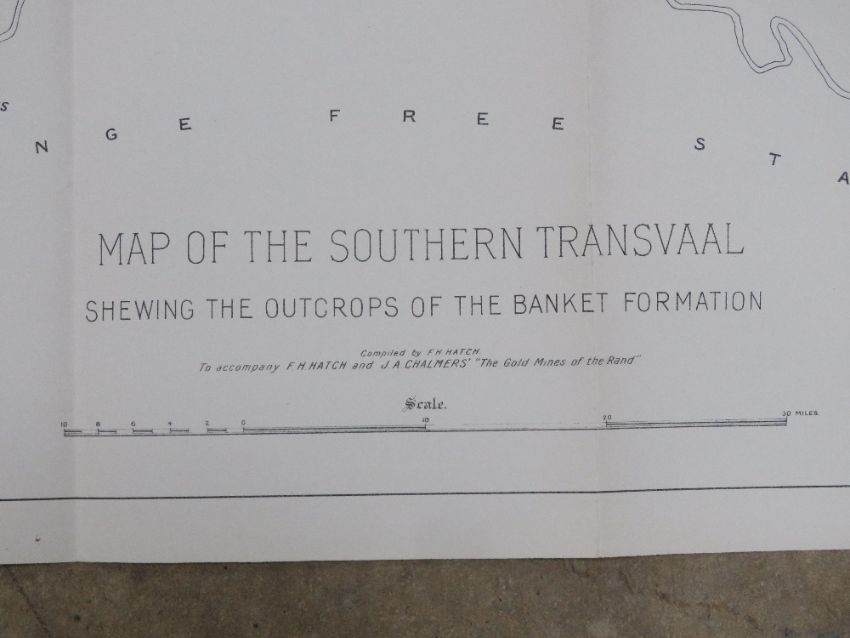 S
N G E F R E E S T A
MAP OF THE SOUTHERN TRANSVAAL
SHEWING THE OUTCROPS OF THE BANKET FORMATION
Compiled by F.H. HATCH.
To accompany F.H. HATCH and J.A. CHALMERS' "The Gold Mines of the Rand"
Scale.
10 8 6 4 2 0 10 20 30 MILES